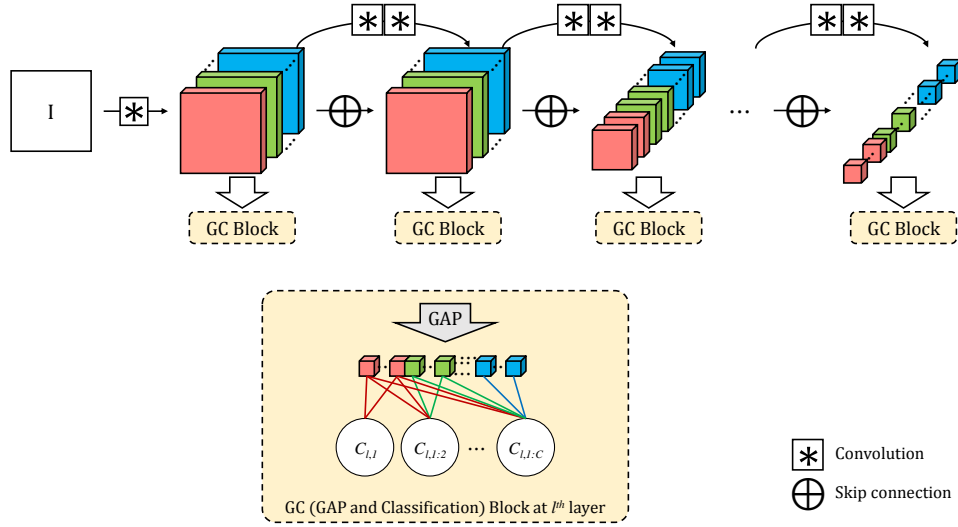 I
...
GC Block
GC Block
GC Block
GC Block
GAP
C_{l,1}
C_{l,1:2}
...
C_{l,1:C}
GC (GAP and Classification) Block at l^{th} layer
Convolution
Skip connection